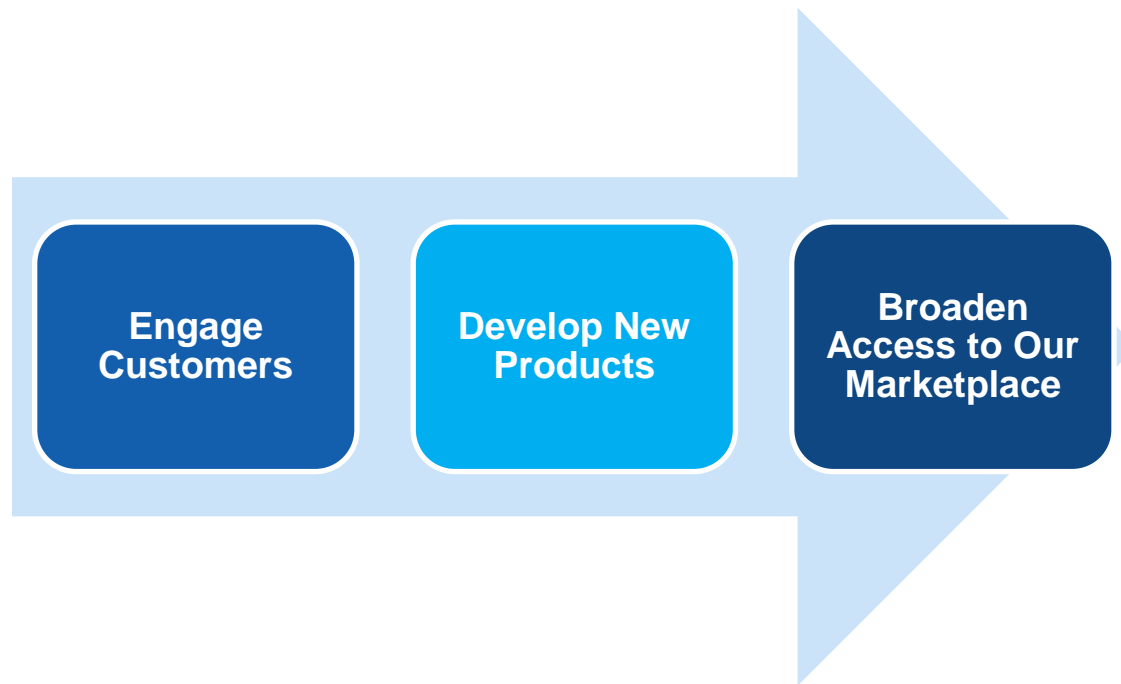 Engage
Customers
Develop New
Products
Broaden
Access to Our
Marketplace